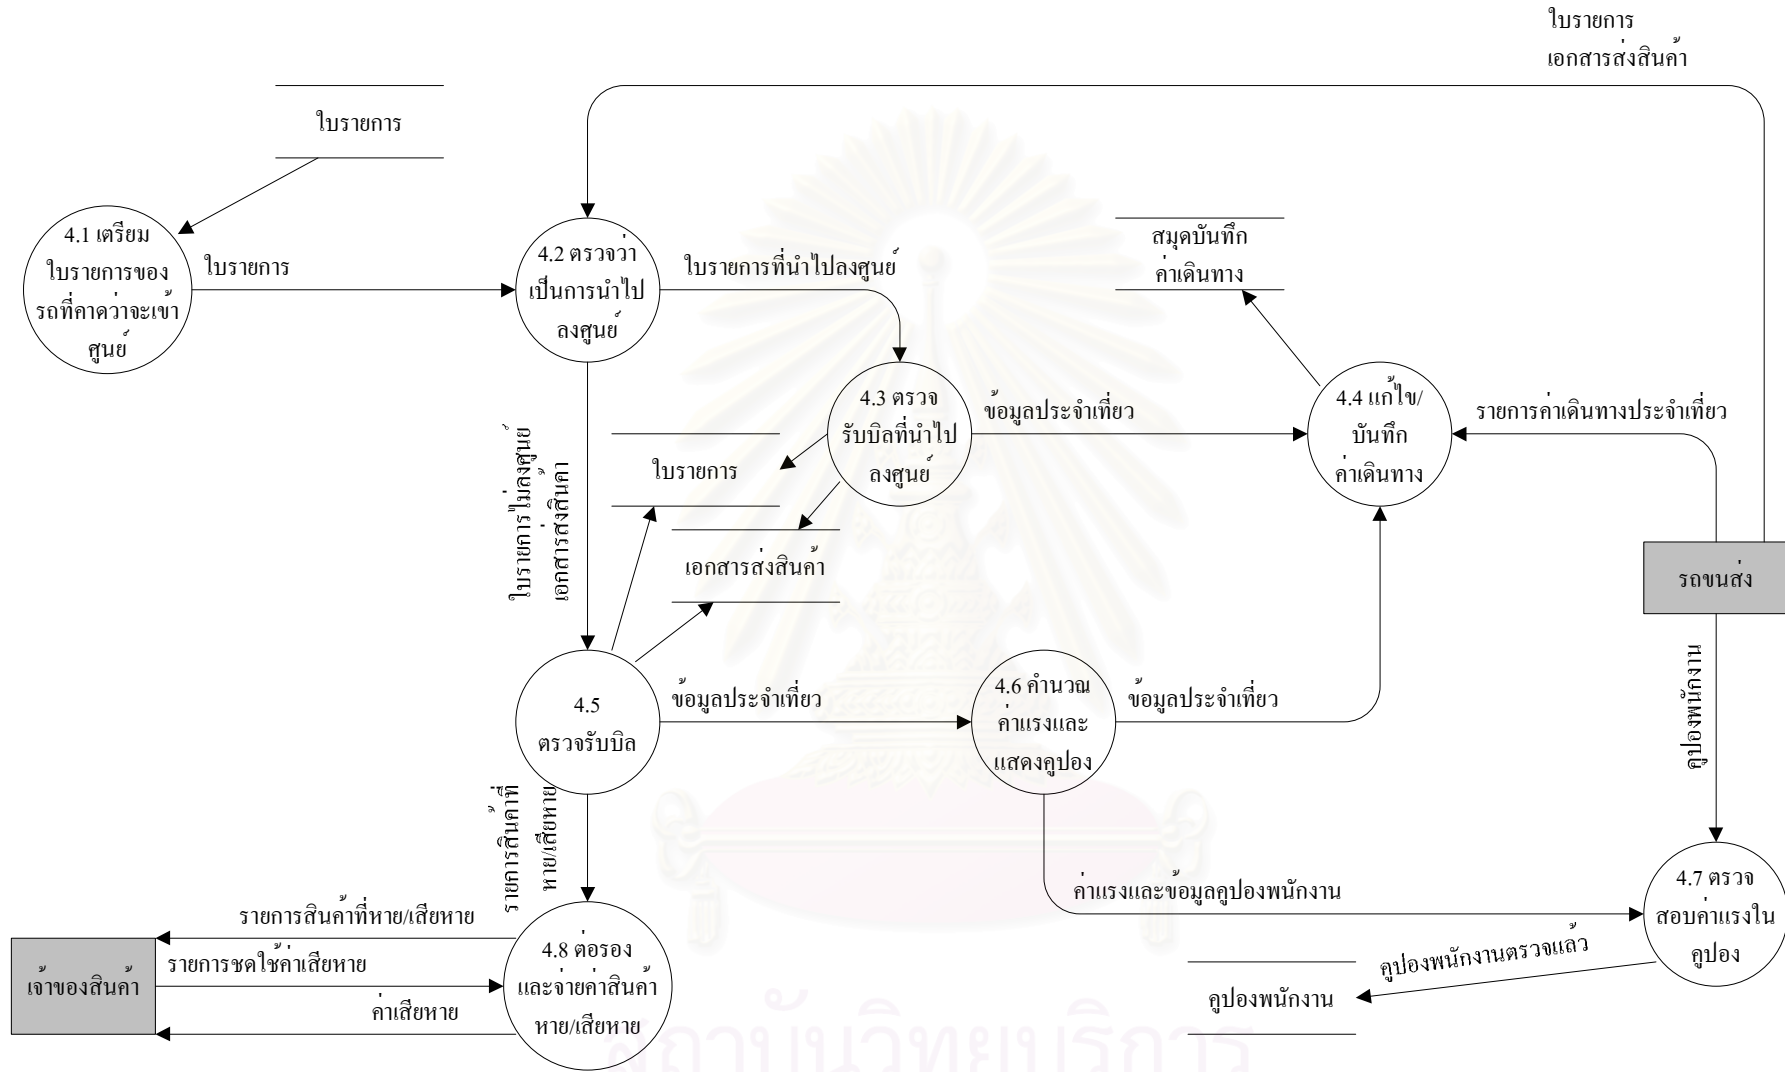 ใบรายการ
เอกสารส่งสินค้า
ใบรายการ
4.1 เตรียม
ใบรายการของ
รถที่คาดว่าจะเข้า
ศูนย์
ใบรายการ
4.2 ตรวจว่า
เป็นการนำไป
ลงศูนย์
ใบรายการที่นำไปลงศูนย์
สมุดบันทึก
ค่าเดินทาง
4.3 ตรวจ
รับบิลที่นำไป
ลงศูนย์
ข้อมูลประจำเที่ยว
4.4 แก้ไข/
บันทึก
ค่าเดินทาง
รายการค่าเดินทางประจำเที่ยว
ใบรายการไม่ลงศูนย์
เอกสารส่งสินค้า
ใบรายการ
เอกสารส่งสินค้า
รถขนส่ง
4.5
ตรวจรับบิล
ข้อมูลประจำเที่ยว
4.6 คำนวณ
ค่าแรงและ
แสดงคูปอง
ข้อมูลประจำเที่ยว
คูปองพนักงาน
รายการสินค้าที่
หาย/เสียหาย
ค่าแรงและข้อมูลคูปองพนักงาน
4.7 ตรวจ
สอบค่าแรงใน
คูปอง
รายการสินค้าที่หาย/เสียหาย
รายการชดใช้ค่าเสียหาย
ค่าเสียหาย
เจ้าของสินค้า
4.8 ต่อรอง
และจ่ายค่าสินค้า
หาย/เสียหาย
คูปองพนักงานตรวจแล้ว
คูปองพนักงาน
สถาบันวิทยบริการ